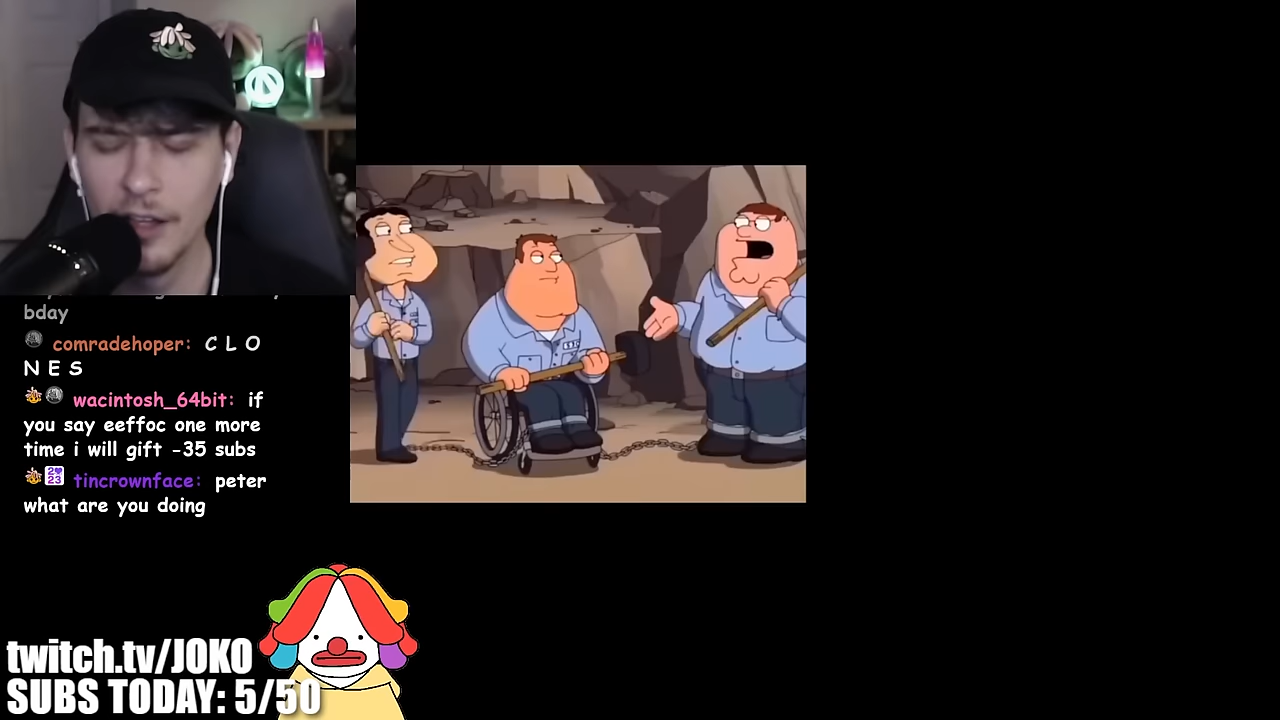 bday
comradehoper: C L O
N E S
wacintosh_64bit: if
you say eeffoc one more
time i will gift -35 subs
tincrownface: peter
what are you doing
twitch.tv/JOKO
SUBS TODAY: 5/50